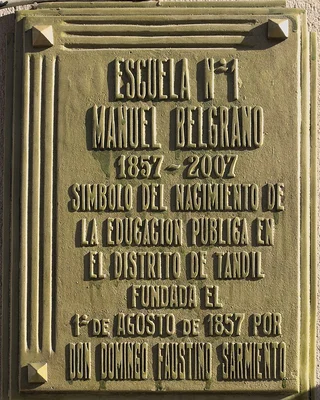 ESCUELA Nº1
MANUEL BELGRANO
1857-2007
SIMBOLO DEL NACIMIENTO DE
LA EDUCACION PUBLICA EN
EL DISTRITO DE TANDIL
FUNDADA EL
1º DE AGOSTO DE 1857 POR
DON DOMINGO FAUSTINO SARMIENTO